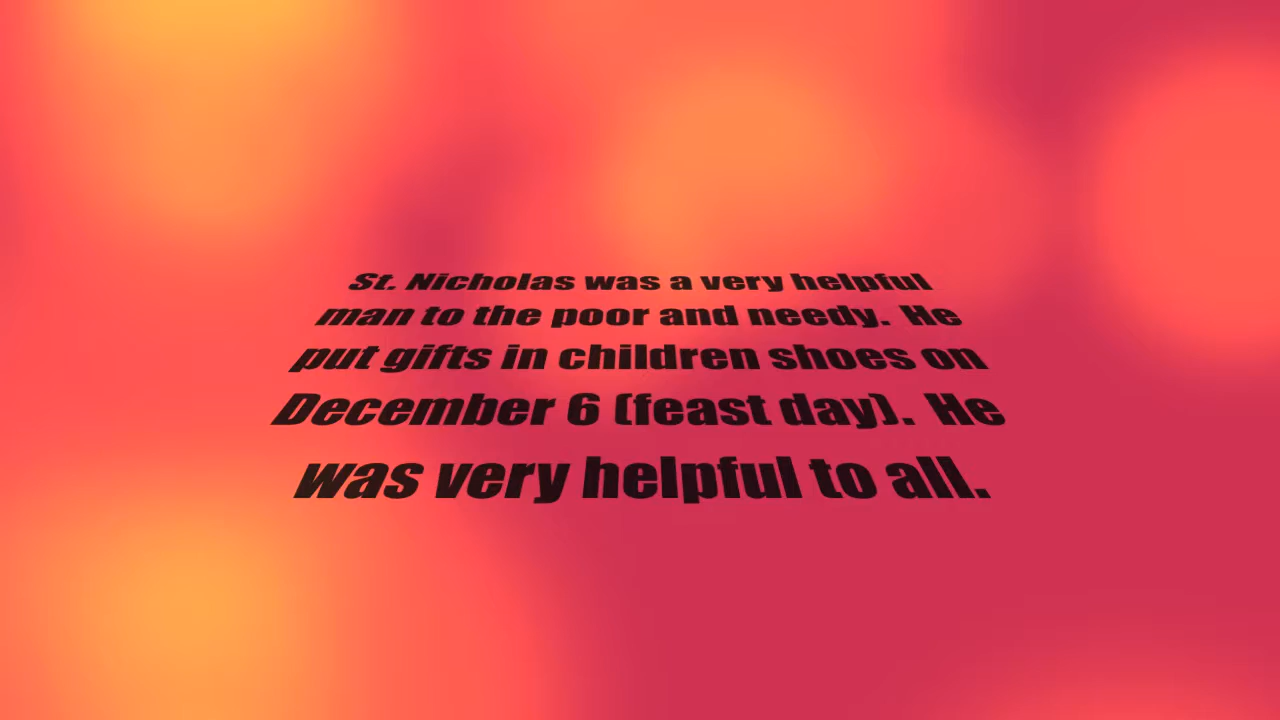 St. Nicholas was a very helpful
man to the poor and needy.  He
put gifts in children shoes on
December 6 (feast day).  He
was very helpful to all.